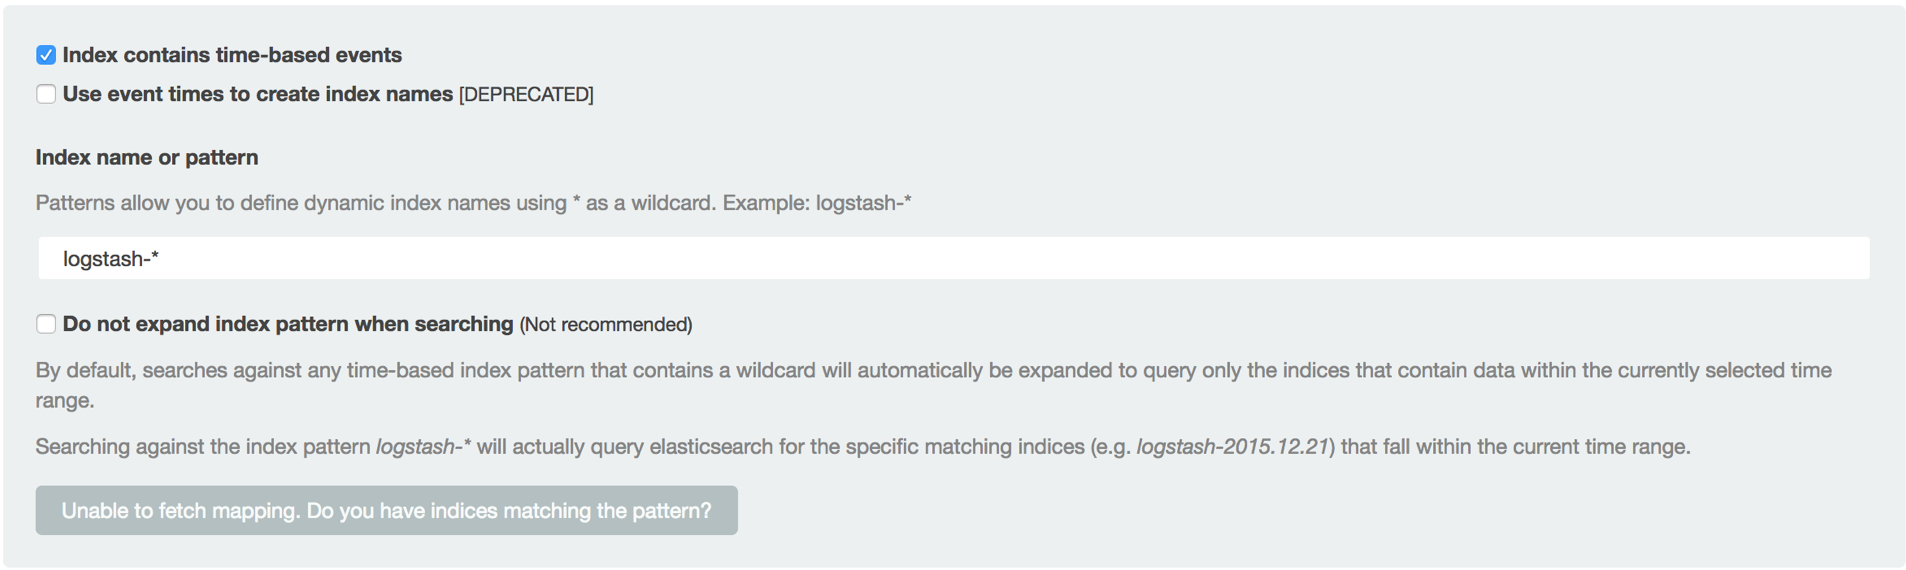 Index contains time-based events
Use event times to create index names [DEPRECATED]
Index name or pattern
Patterns allow you to define dynamic index names using * as a wildcard. Example: logstash-*
logstash-*
Do not expand index pattern when searching (Not recommended)
By default, searches against any time-based index pattern that contains a wildcard will automatically be expanded to query only the indices that contain data within the currently selected time
range.
Searching against the index pattern logstash-* will actually query elasticsearch for the specific matching indices (e.g. logstash-2015.12.21) that fall within the current time range.
Unable to fetch mapping. Do you have indices matching the pattern?